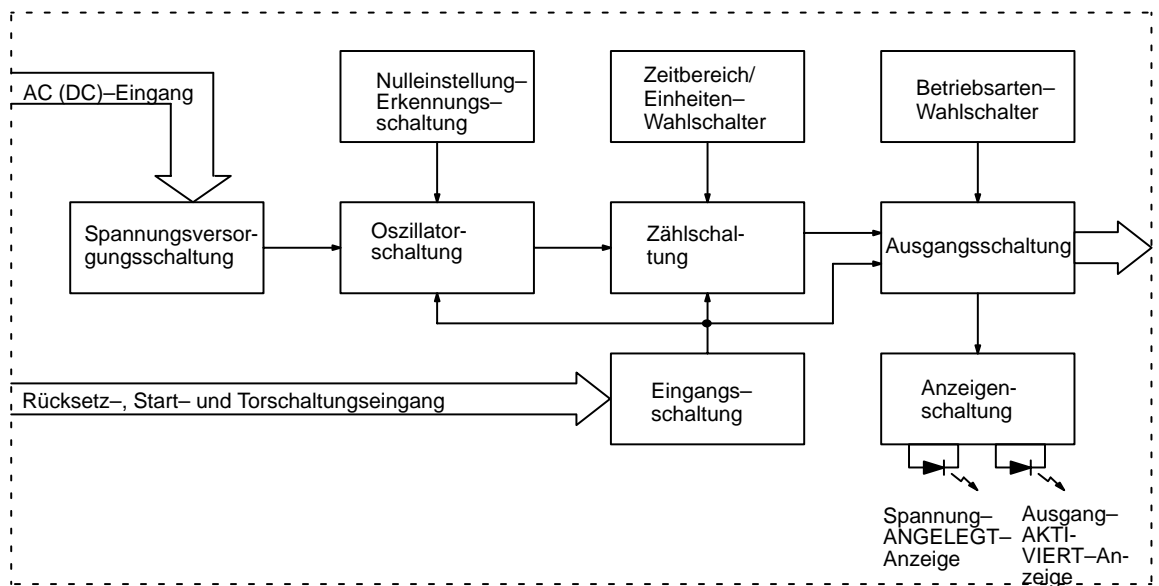 AC (DC)–Eingang
Nulleinstellung–
Erkennungs–
schaltung
Zeitbereich/
Einheiten–
Wahlschalter
Betriebsarten–
Wahlschalter
Spannungsversor-
gungsschaltung
Oszillator-
schaltung
Zählschal-
tung
Ausgangsschaltung
Rücksetz–, Start– und Torschaltungseingang
Eingangs–
schaltung
Anzeigen-
schaltung
Spannung–
ANGELEGT–
Anzeige
Ausgang–
AKTI-
VIERT–An-
zeige